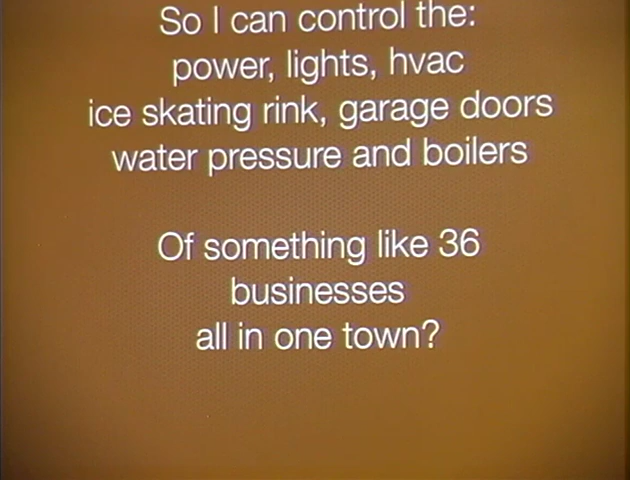 So I can control the:
power, lights, hvac
ice skating rink, garage doors
water pressure and boilers
Of something like 36
businesses
all in one town?